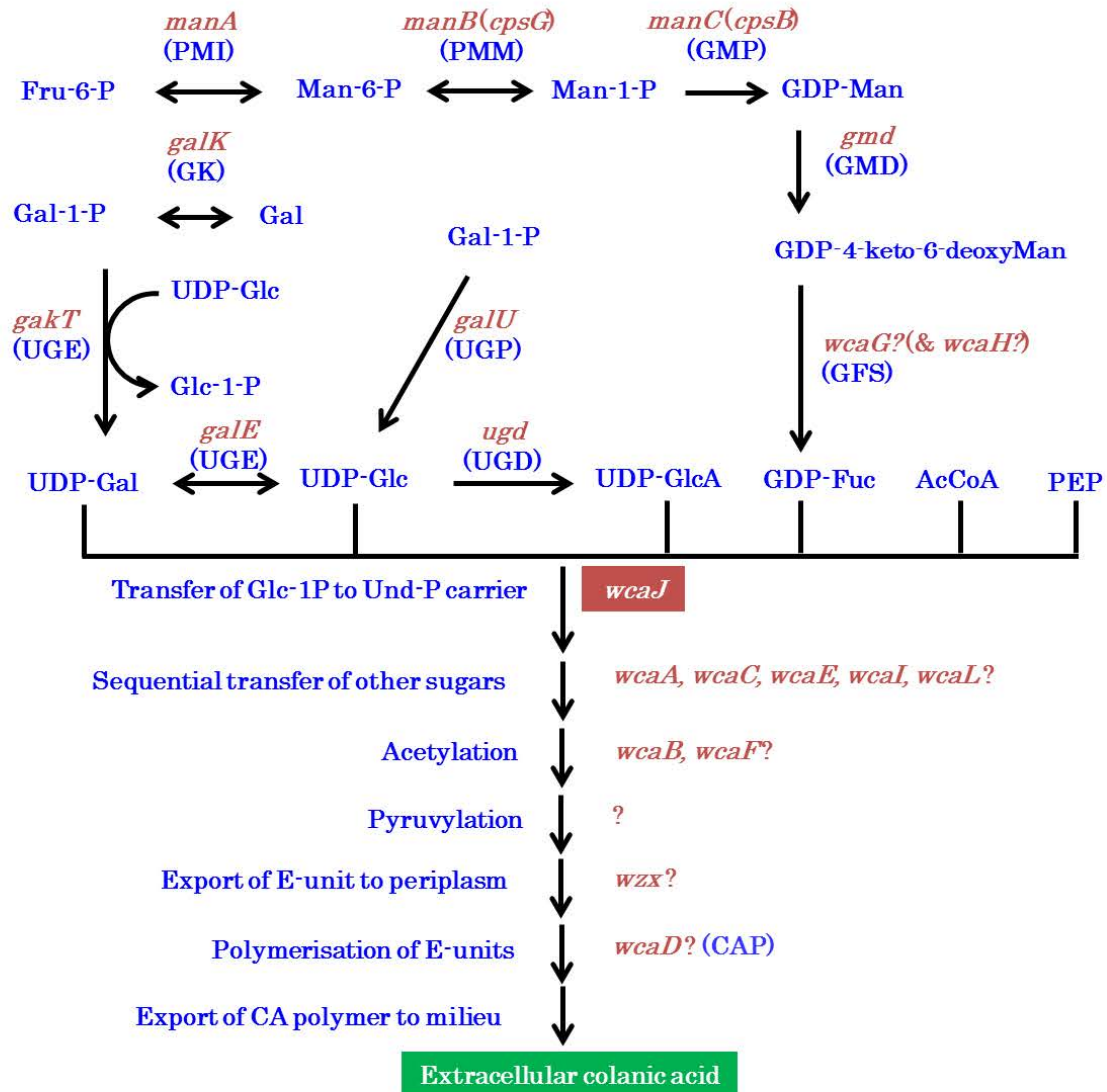 manA manB(cpsG) manC(cpsB)
(PMI) (PMM) (GMP)
Fru-6-P Man-6-P Man-1-P GDP-Man
galK gmd
(GK) (GMD)
Gal-1-P Gal
Gal-1-P GDP-4-keto-6-deoxyMan
UDP-Glc
gakT galU
(UGE) (UGP)
wcaG?(& wcaH?)
(GFS)
Glc-1-P
galE ugd
(UGE) (UGD)
UDP-Gal UDP-Glc UDP-GlcA GDP-Fuc AcCoA PEP
Transfer of Glc-1P to Und-P carrier wcaJ
Sequential transfer of other sugars wcaA, wcaC, wcaE, wcaI, wcaL?
Acetylation wcaB, wcaF?
Pyruvylation ?
Export of E-unit to periplasm wzx?
Polymerisation of E-units wcaD? (CAP)
Export of CA polymer to milieu
Extracellular colanic acid